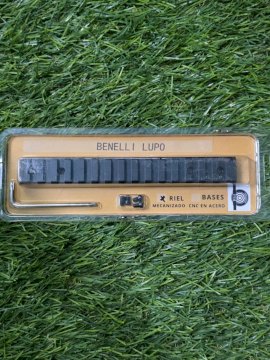 BENELLI LUPO
RIEL BASES
MECANIZADO CNC EN ACERO